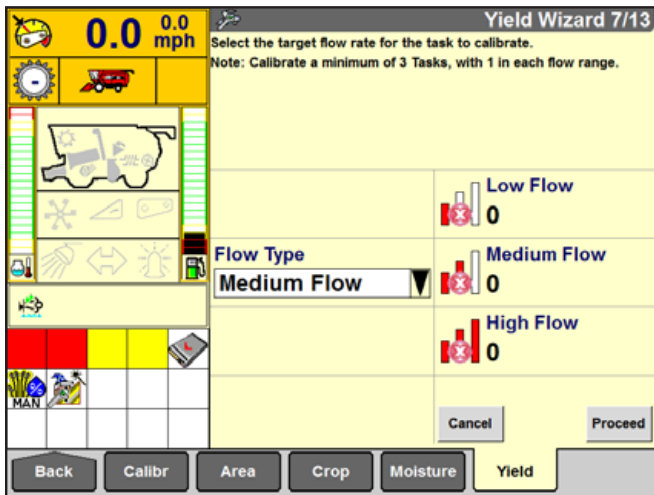 0.0
0.0
mph
Yield Wizard 7/13
Select the target flow rate for the task to calibrate.
Note: Calibrate a minimum of 3 Tasks, with 1 in each flow range.
-
Low Flow
0
Flow Type
Medium Flow
Medium Flow
0
High Flow
0
L
%
MAN
Cancel
Proceed
Back
Calibr
Area
Crop
Moisture
Yield